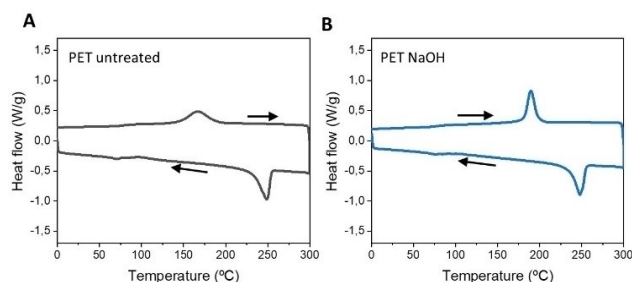 A
PET untreated
Heat flow (W/g)
1,5
1,0
0,5
0,0
-0,5
-1,0
-1,5
0 50 100 150 200 250 300
Temperature (ºC)
B
PET NaOH
Heat flow (W/g)
1,5
1,0
0,5
0.0
-0,5
-1,0
-1,5
0 50 100 150 200 250 300
Temperature (ºC)